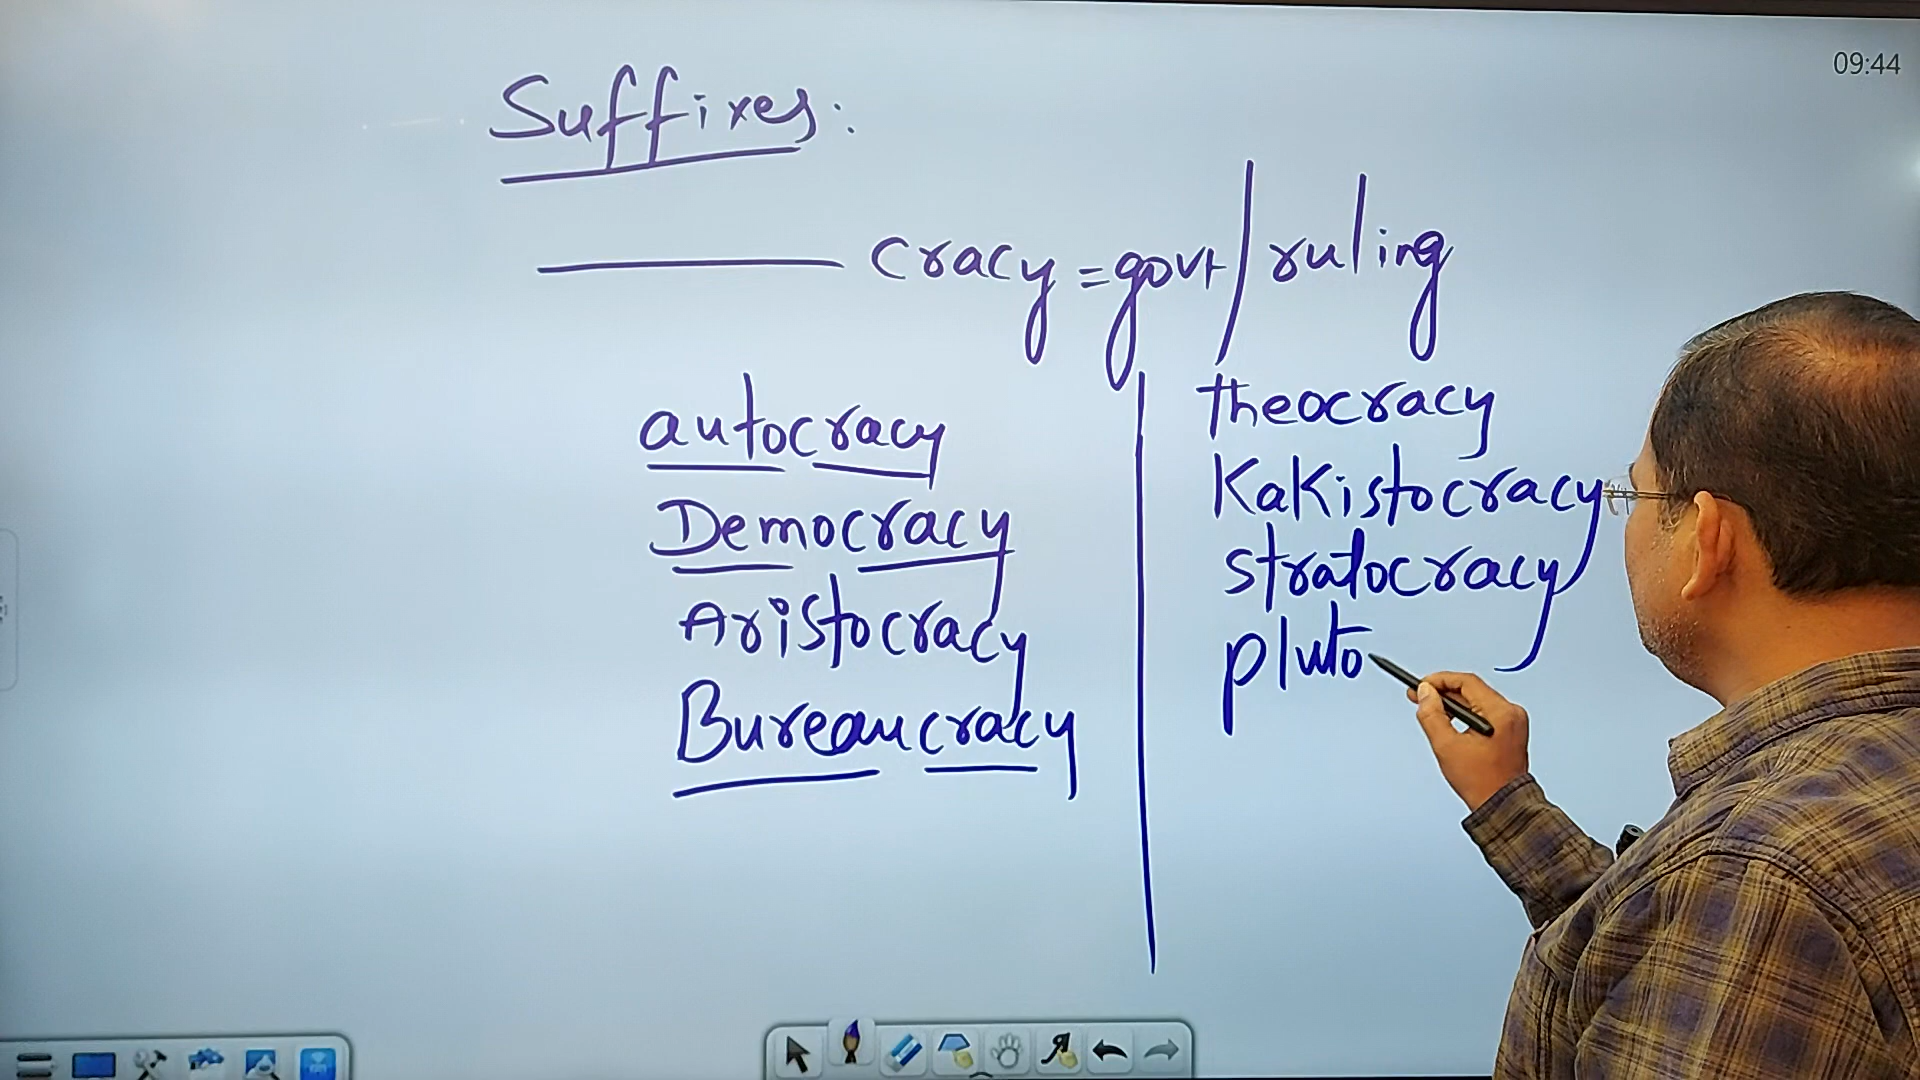 09:44
Suffixes:
cracy = govt/ruling
autocracy
Democracy
Aristocracy
Bureaucracy
theocracy
Kakistocracy
stratocracy
pluto